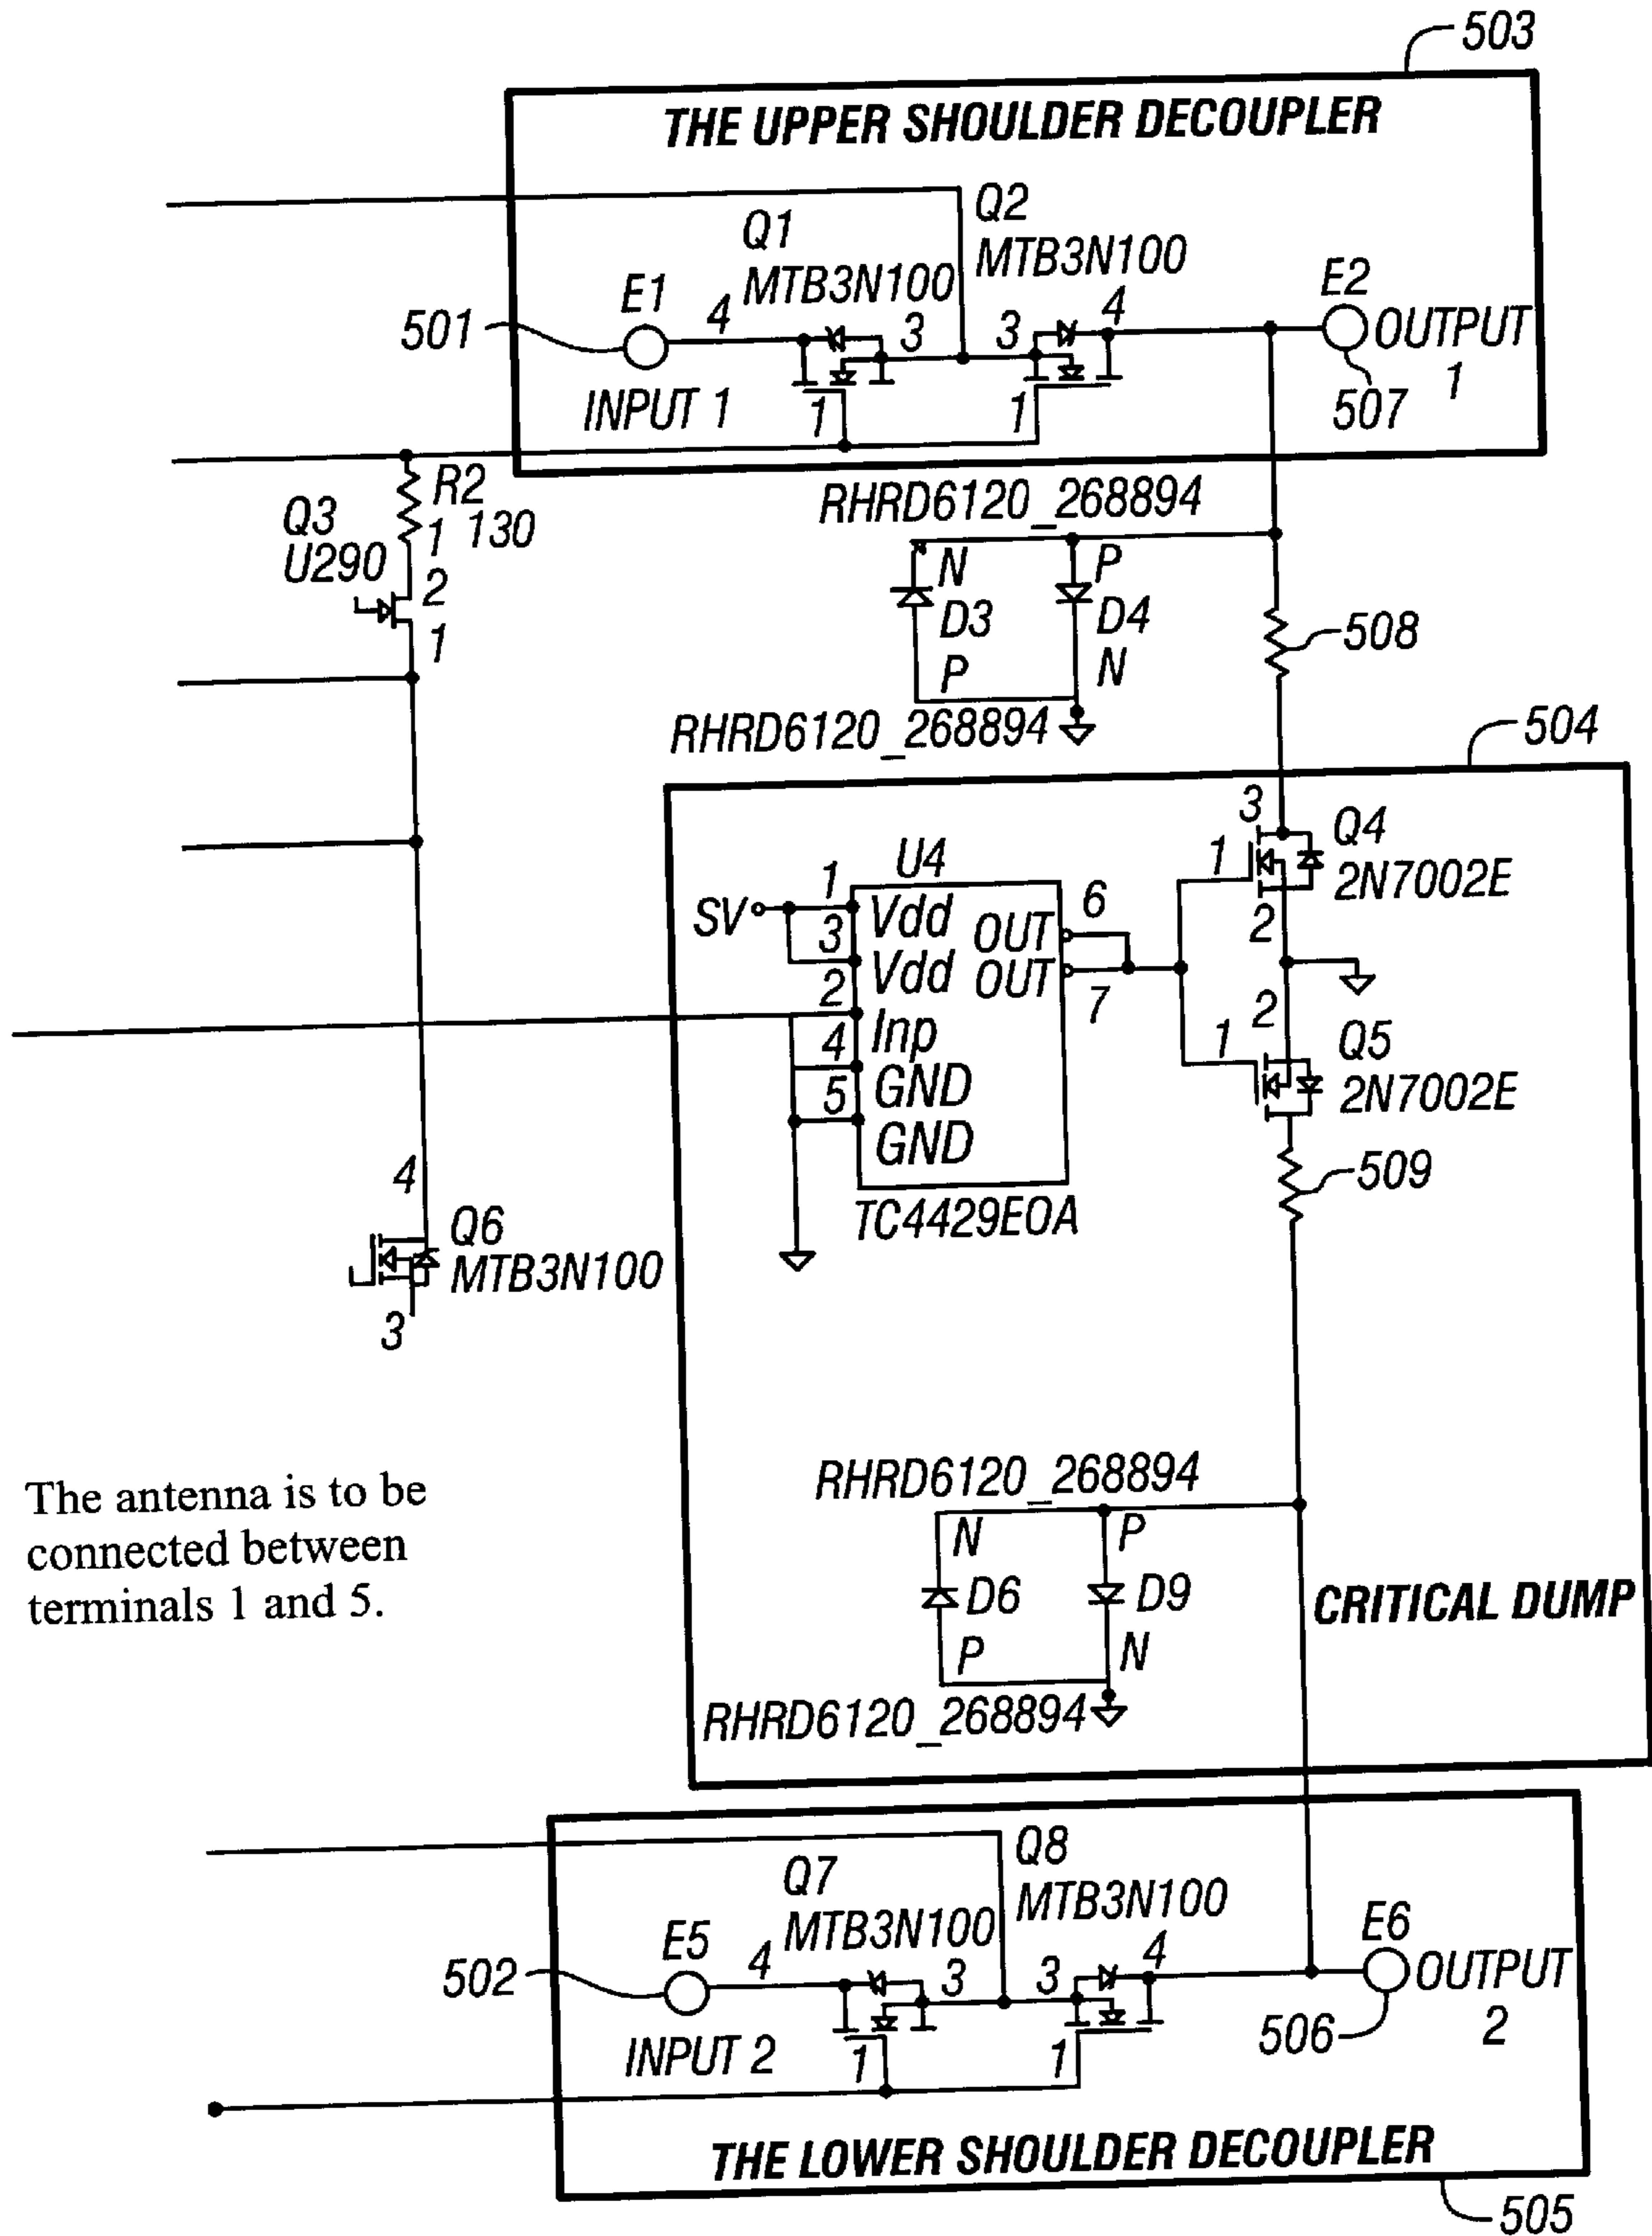 503
THE UPPER SHOULDER DECOUPLER
Q2
MTB3N100
Q1
MTB3N100
E1
4
3
3
4
E2
OUTPUT
1
501
INPUT 1
1
1
507
RHRD6120_268894
Q3
U290
R2
130
1
2
1
N
D3
P
P
D4
N
508
RHRD6120_268894
504
3
Q4
2N7002E
1
2
U4
SV
1
3
2
4
5
Vdd
Vdd
Inp
GND
GND
OUT
OUT
6
7
TC4429EOA
2
1
Q5
2N7002E
509
4
Q6
MTB3N100
3
The antenna is to be
connected between
terminals 1 and 5.
RHRD6120_268894
N
D6
P
P
D9
N
CRITICAL DUMP
RHRD6120_268894
Q8
MTB3N100
Q7
MTB3N100
E5
4
3
3
4
E6
OUTPUT
2
502
INPUT 2
1
1
506
THE LOWER SHOULDER DECOUPLER
505